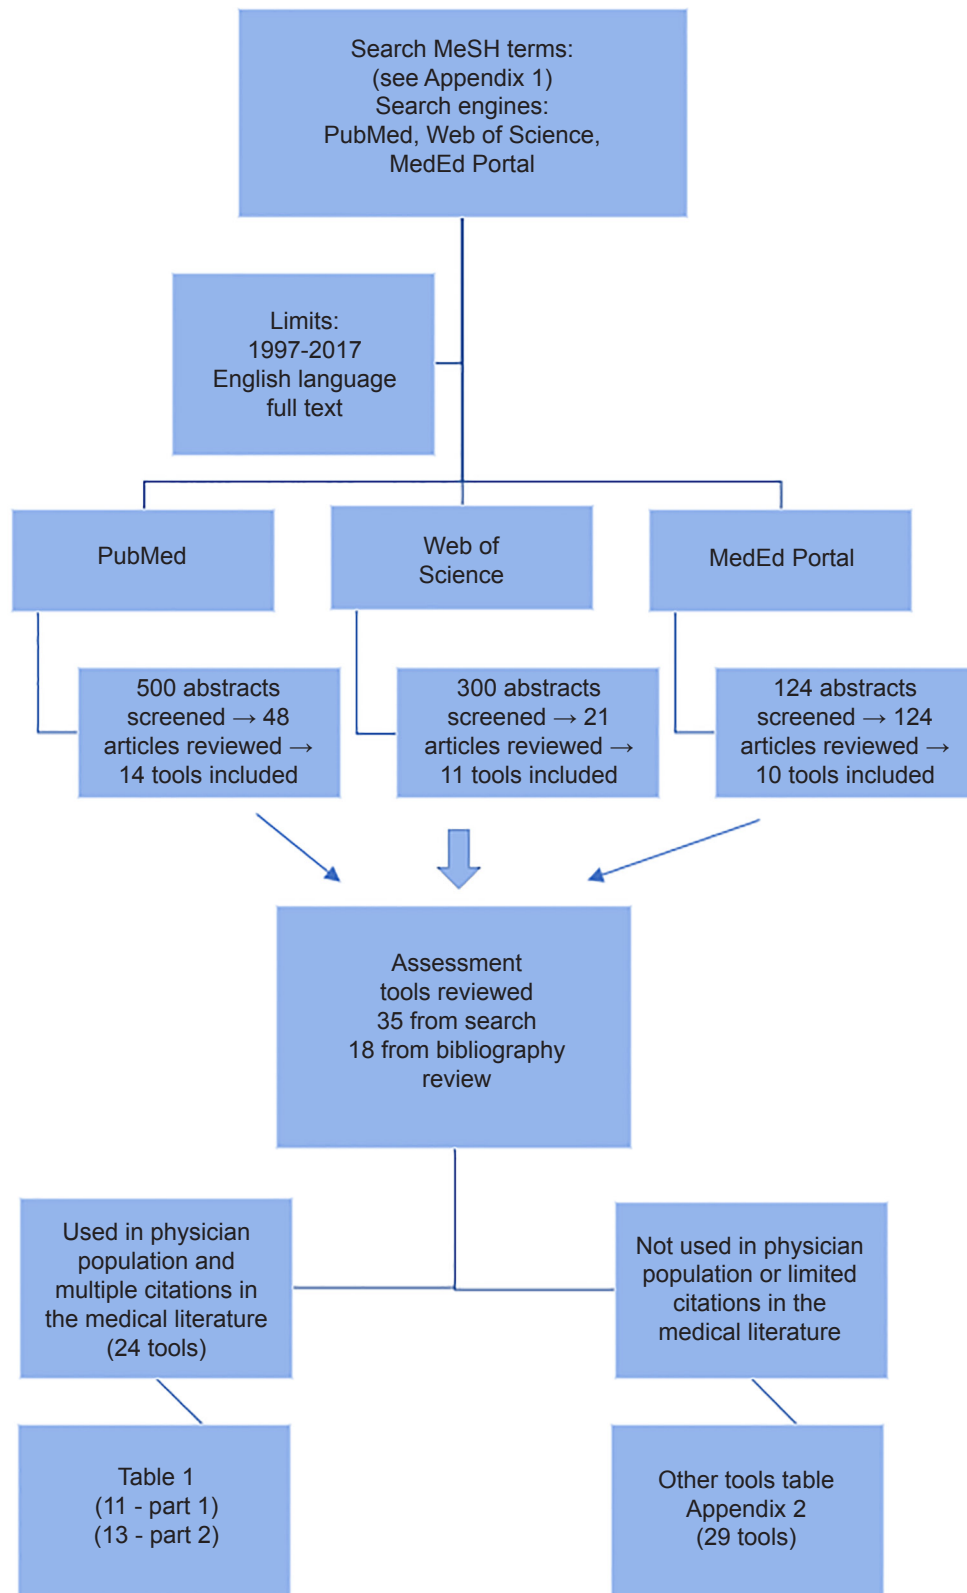 Search MeSH terms:
(see Appendix 1)
Search engines:
PubMed, Web of Science,
MedEd Portal
Limits:
1997-2017
English language
full text
PubMed
Web of
Science
MedEd Portal
500 abstracts
screened → 48
articles reviewed →
14 tools included
300 abstracts
screened → 21
articles reviewed →
11 tools included
124 abstracts
screened → 124
articles reviewed →
10 tools included
Assessment
tools reviewed
35 from search
18 from bibliography
review
Used in physician
population and
multiple citations in
the medical literature
(24 tools)
Not used in physician
population or limited
citations in the
medical literature
Table 1
(11 - part 1)
(13 - part 2)
Other tools table
Appendix 2
(29 tools)